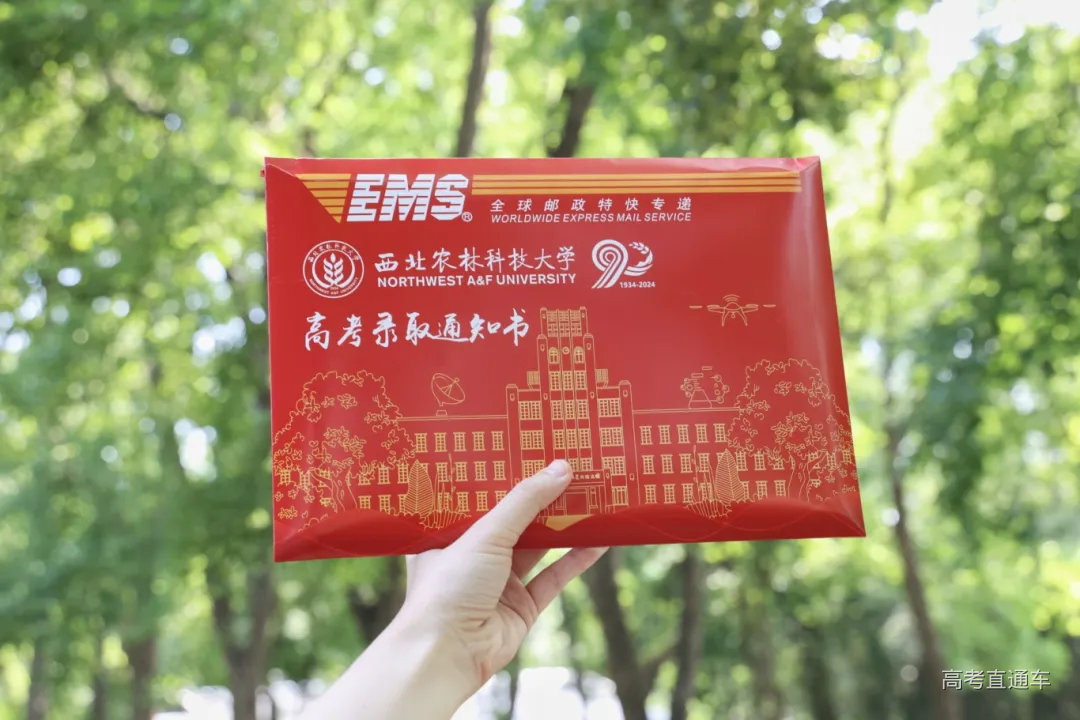 EMS®
全球邮政特快专递
WORLDWIDE EXPRESS MAIL SERVICE
西北农林科技大学
NORTHWEST A&F UNIVERSITY
90
1934-2024
高考录取通知书
高考直通车